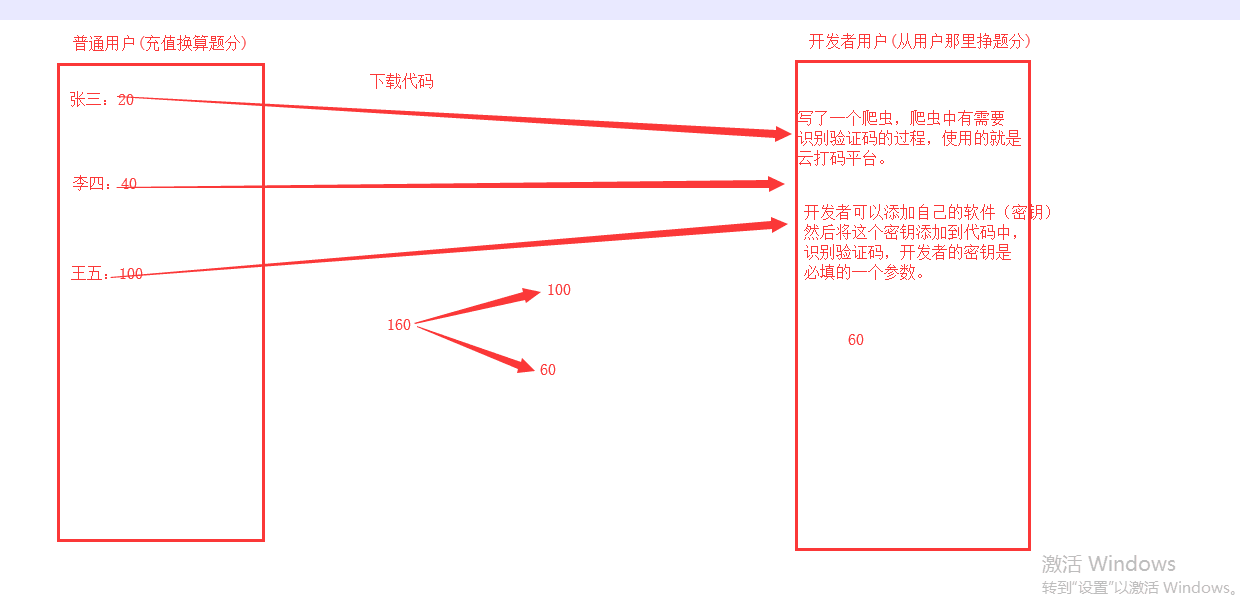 普通用户(充值换算题分)
开发者用户(从用户那里挣题分)
下载代码
张三：20
李四：40
王五：100
写了一个爬虫，爬虫中有需要
识别验证码的过程，使用的就是
云打码平台。
开发者可以添加自己的软件（密钥）
然后将这个密钥添加到代码中，
识别验证码，开发者的密钥是
必填的一个参数。
160
100
60
60
激活 Windows
转到“设置”以激活 Windows。